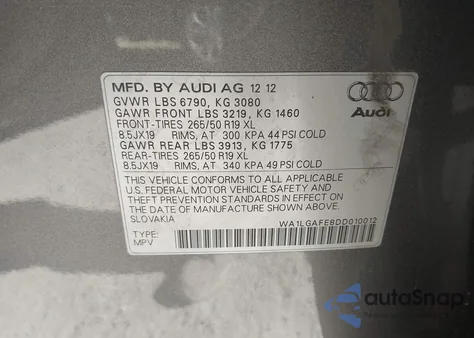 MFD. BY AUDI AG 12 12
GVWR LBS 6790, KG 3080
GAWR FRONT LBS 3219, KG 1460
FRONT-TIRES 265/50 R19 XL
8.5JX19 RIMS, AT 300 KPA 44 PSI COLD
GAWR REAR LBS 3913, KG 1775
REAR-TIRES 265/50 R19 XL
8.5JX19 RIMS, AT 340 KPA 49 PSI COLD
THIS VEHICLE CONFORMS TO ALL APPLICABLE
U.S. FEDERAL MOTOR VEHICLE SAFETY AND
THEFT PREVENTION STANDARDS IN EFFECT ON
THE DATE OF MANUFACTURE SHOWN ABOVE.
SLOVAKIA WA1LGAFE8DD010012
TYPE:
MPV
Audi
autoSnap